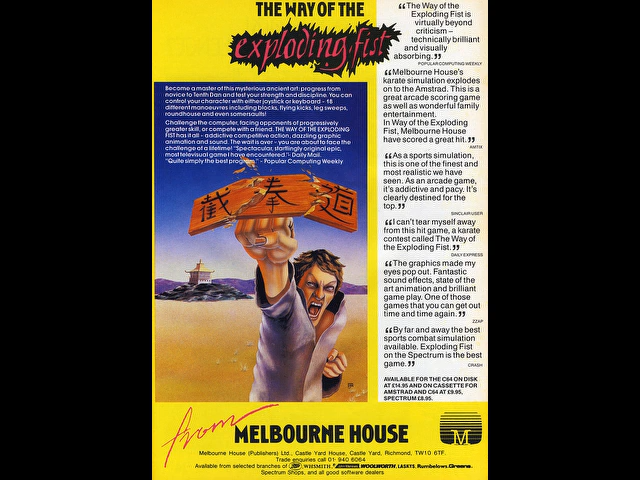 THE WAY OF THE
exploding fist
Become a master of this mysterious ancient art: progress from
novice to Tenth Dan and test your strength and discipline. You can
control your character with either joystick or keyboard - 18
different manoeuvres including blocks, flying kicks, leg sweeps,
roundhouse and even somersaults!
Challenge the computer, facing opponents of progressively
greater skill, or compete with a friend. THE WAY OF THE EXPLODING
FIST has it all - addictive competitive action, dazzling graphic
animation and sound. The wait is over - you are about to face the
challenge of a lifetime! "Spectacular, startlingly original epic,
most televisual game I have encountered." - Daily Mail.
"Quite simply the best program" - Popular Computing Weekly
截拳道
"The Way of the
Exploding Fist is
virtually beyond
criticism –
technically brilliant
and visually
absorbing."
POPULAR COMPUTING WEEKLY
"Melbourne House's
karate simulation explodes
on to the Amstrad. This is a
great arcade scoring game
as well as wonderful family
entertainment.
In Way of the Exploding
Fist, Melbourne House
have scored a great hit."
AMTIX
"As a sports simulation,
this is one of the finest and
most realistic we have
seen. As an arcade game,
it's addictive and pacy. It's
clearly destined for the
top."
SINCLAIR USER
"I can't tear myself away
from this hit game, a karate
contest called The Way of
the Exploding Fist."
DAILY EXPRESS
"The graphics made my
eyes pop out. Fantastic
sound effects, state of the
art animation and brilliant
game play. One of those
games that you can get out
time and time again."
ZZAP
"By far and away the best
sports combat simulation
available. Exploding Fist
on the Spectrum is the best
game."
CRASH
AVAILABLE FOR THE C64 ON DISK
AT £14.95 AND ON CASSETTE FOR
AMSTRAD AND C64 AT £9.95,
SPECTRUM £8.95.
from
MELBOURNE HOUSE
M
Melbourne House (Publishers) Ltd., Castle Yard House, Castle Yard, Richmond, TW10 6TF.
Trade enquiries call 01- 940 6064
Available from selected branches of WHSMITH, WOOLWORTH, LASKYS, Rumbelows, Greens,
Spectrum Shops, and all good software dealers